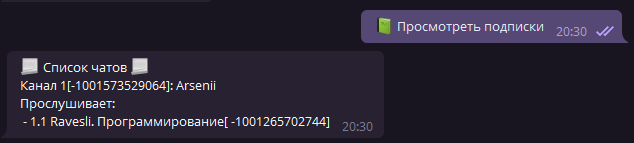 📗 Просмотреть подписки
20:30
📃 Список чатов 📃
Канал 1[-1001573529064]: Arsenii
Прослушивает:
- 1.1 Ravesli. Программирование[ -1001265702744]
20:30